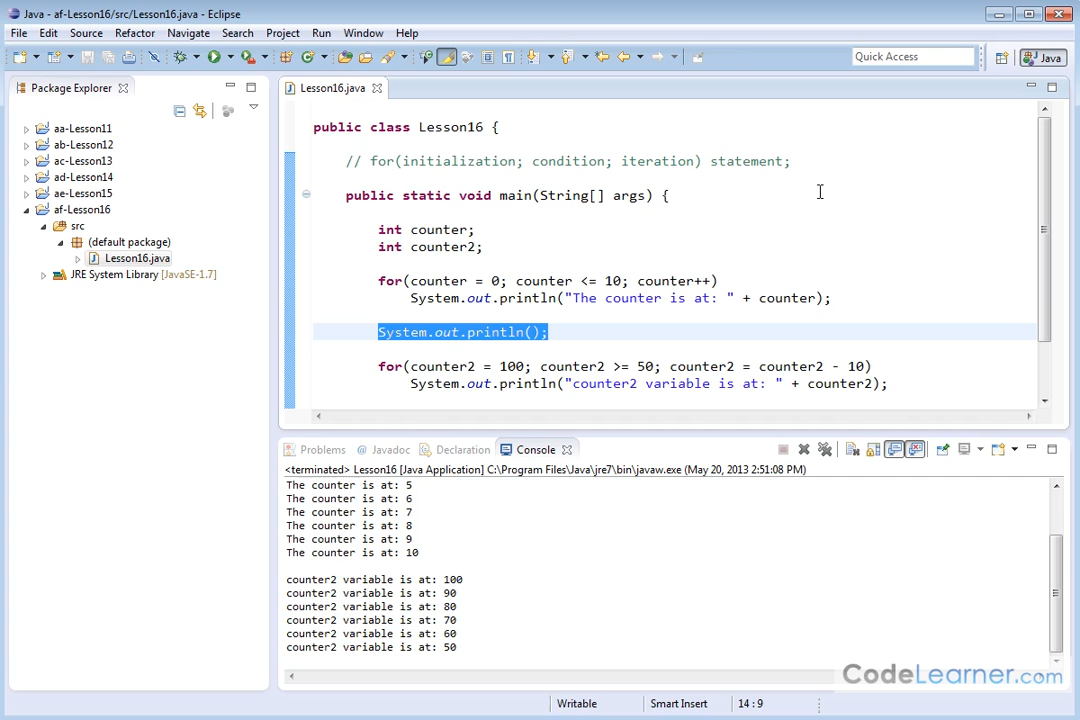 Java - af-Lesson16/src/Lesson16.java - Eclipse
File Edit Source Refactor Navigate Search Project Run Window Help
Quick Access
Java
Package Explorer
aa-Lesson11
ab-Lesson12
ac-Lesson13
ad-Lesson14
ae-Lesson15
af-Lesson16
src
(default package)
Lesson16.java
JRE System Library [JavaSE-1.7]
Lesson16.java
public class Lesson16 {
// for(initialization; condition; iteration) statement;
public static void main(String[] args) {
int counter;
int counter2;
for(counter = 0; counter <= 10; counter++)
System.out.println("The counter is at: " + counter);
System.out.println();
for(counter2 = 100; counter2 >= 50; counter2 = counter2 - 10)
System.out.println("counter2 variable is at: " + counter2);
Problems @ Javadoc Declaration Console
<terminated> Lesson16 [Java Application] C:\Program Files\Java\jre7\bin\javaw.exe (May 20, 2013 2:51:08 PM)
The counter is at: 5
The counter is at: 6
The counter is at: 7
The counter is at: 8
The counter is at: 9
The counter is at: 10
counter2 variable is at: 100
counter2 variable is at: 90
counter2 variable is at: 80
counter2 variable is at: 70
counter2 variable is at: 60
counter2 variable is at: 50
CodeLearner.com
Writable Smart Insert 14 : 9